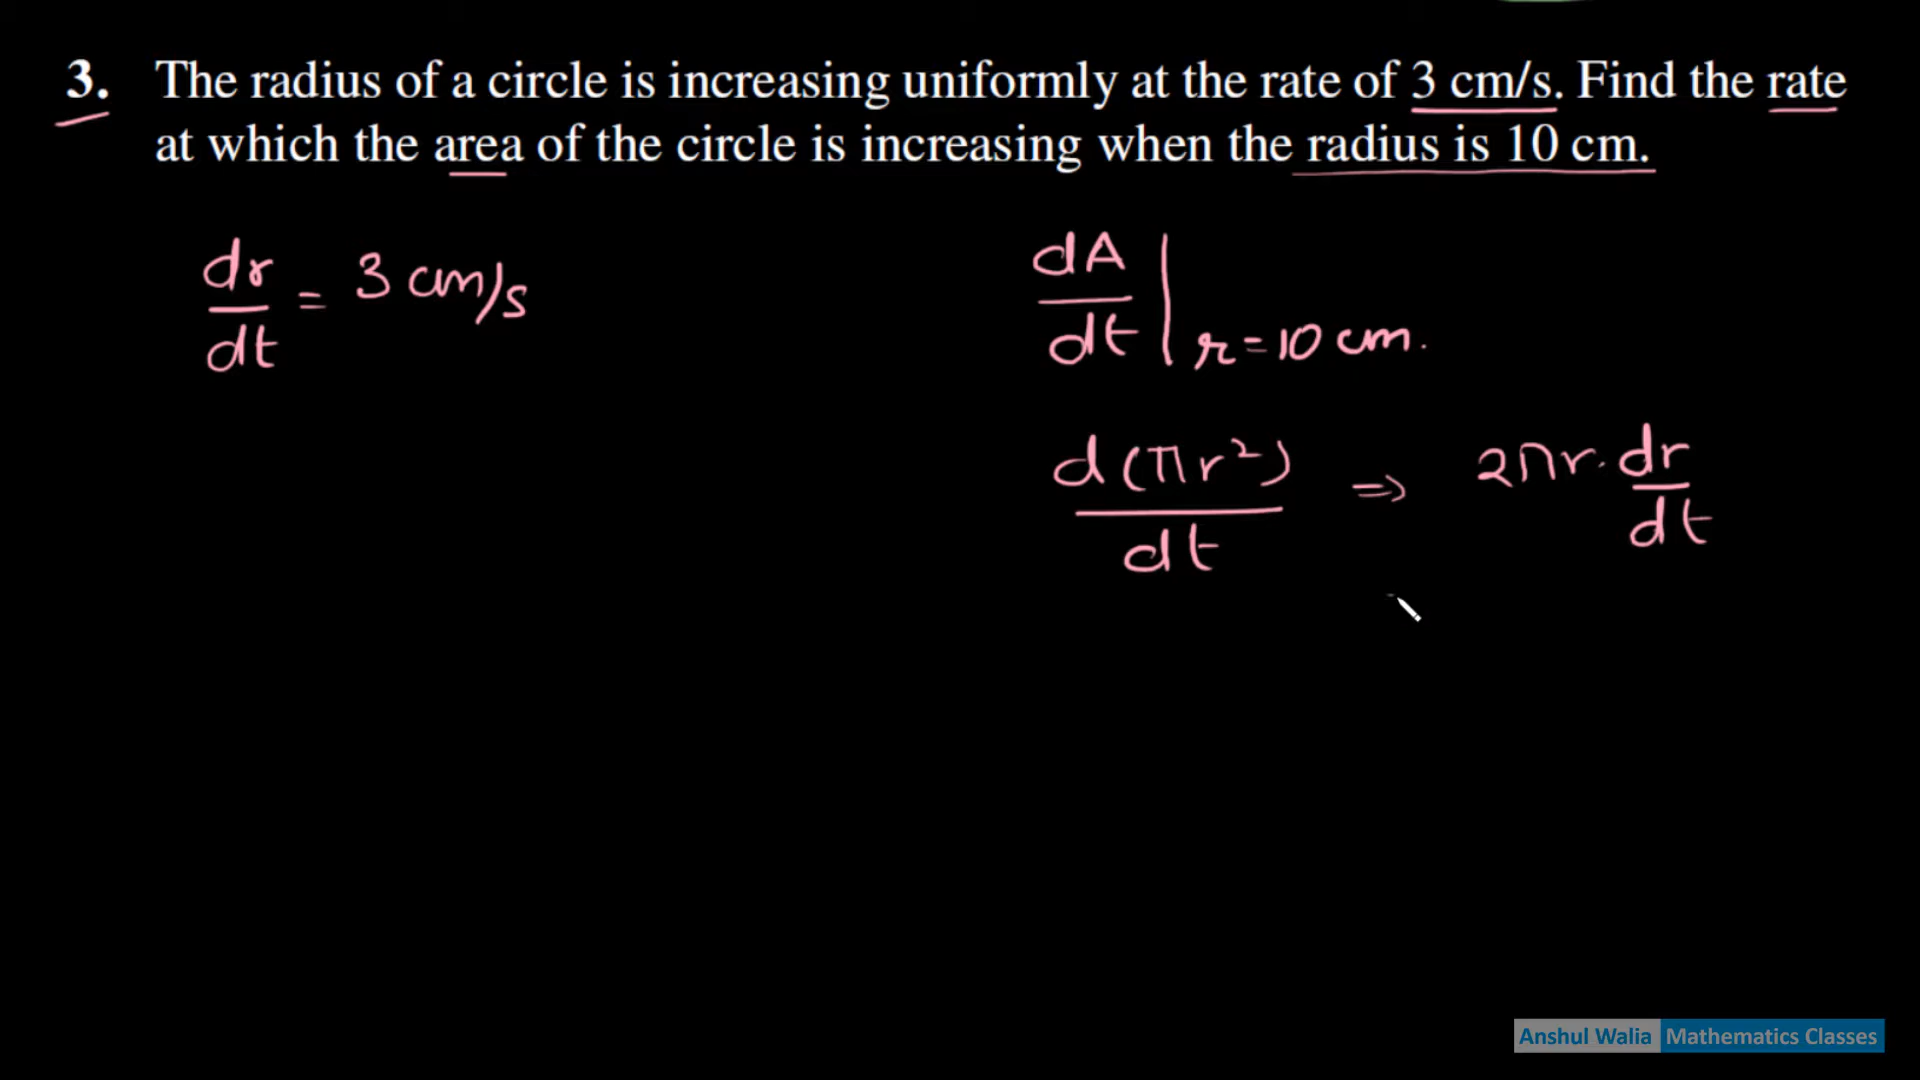 3. The radius of a circle is increasing uniformly at the rate of 3 cm/s. Find the rate
at which the area of the circle is increasing when the radius is 10 cm.
dr/dt = 3 cm/s
dA/dt | r = 10 cm.
d(πr²)/dt ⇒ 2πr. dr/dt
Anshul Walia Mathematics Classes